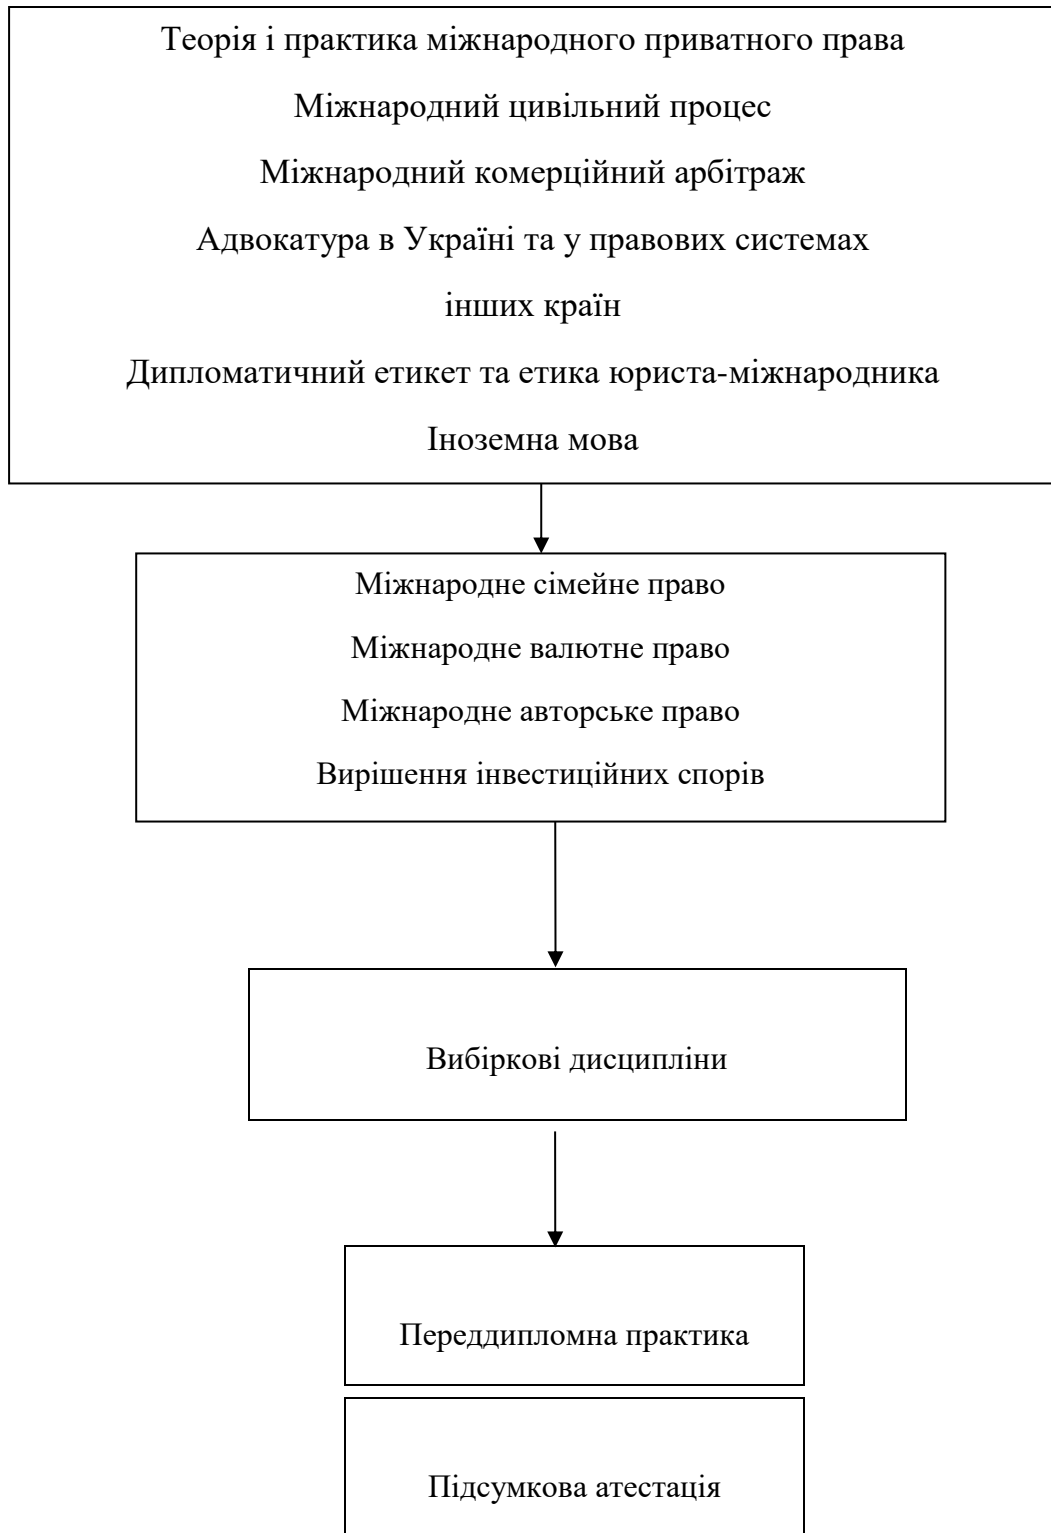 Теорія і практика міжнародного приватного права
Міжнародний цивільний процес
Міжнародний комерційний арбітраж
Адвокатура в Україні та у правових системах
інших країн
Дипломатичний етикет та етика юриста-міжнародника
Іноземна мова
Міжнародне сімейне право
Міжнародне валютне право
Міжнародне авторське право
Вирішення інвестиційних спорів
Вибіркові дисципліни
Переддипломна практика
Підсумкова атестація